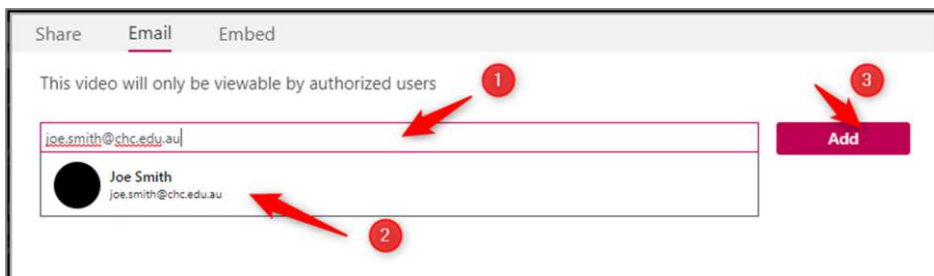 Share Email Embed
This video will only be viewable by authorized users
1
3
joe.smith@chc.edu.au
Add
Joe Smith
joe.smith@chc.edu.au
2